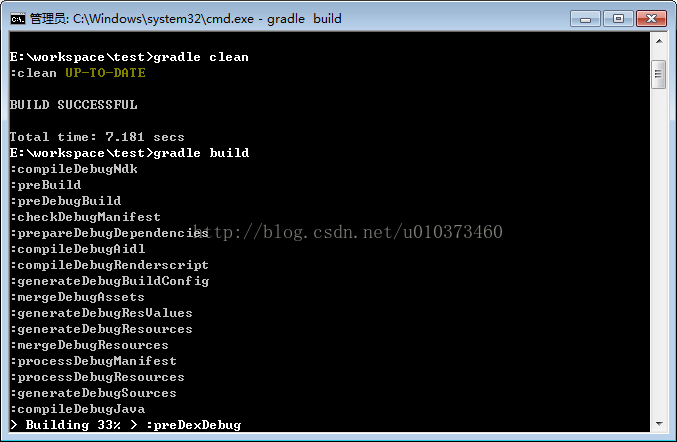 管理员: C:\Windows\system32\cmd.exe - gradle  build
E:\workspace\test>gradle clean
:clean UP-TO-DATE
BUILD SUCCESSFUL
Total time: 7.181 secs
E:\workspace\test>gradle build
:compileDebugNdk
:preBuild
:preDebugBuild
:checkDebugManifest
:prepareDebugDependencies
http://blog.csdn.net/u010373460
:compileDebugAidl
:compileDebugRenderscript
:generateDebugBuildConfig
:mergeDebugAssets
:generateDebugResValues
:generateDebugResources
:mergeDebugResources
:processDebugManifest
:processDebugResources
:generateDebugSources
:compileDebugJava
> Building 33% > :preDexDebug